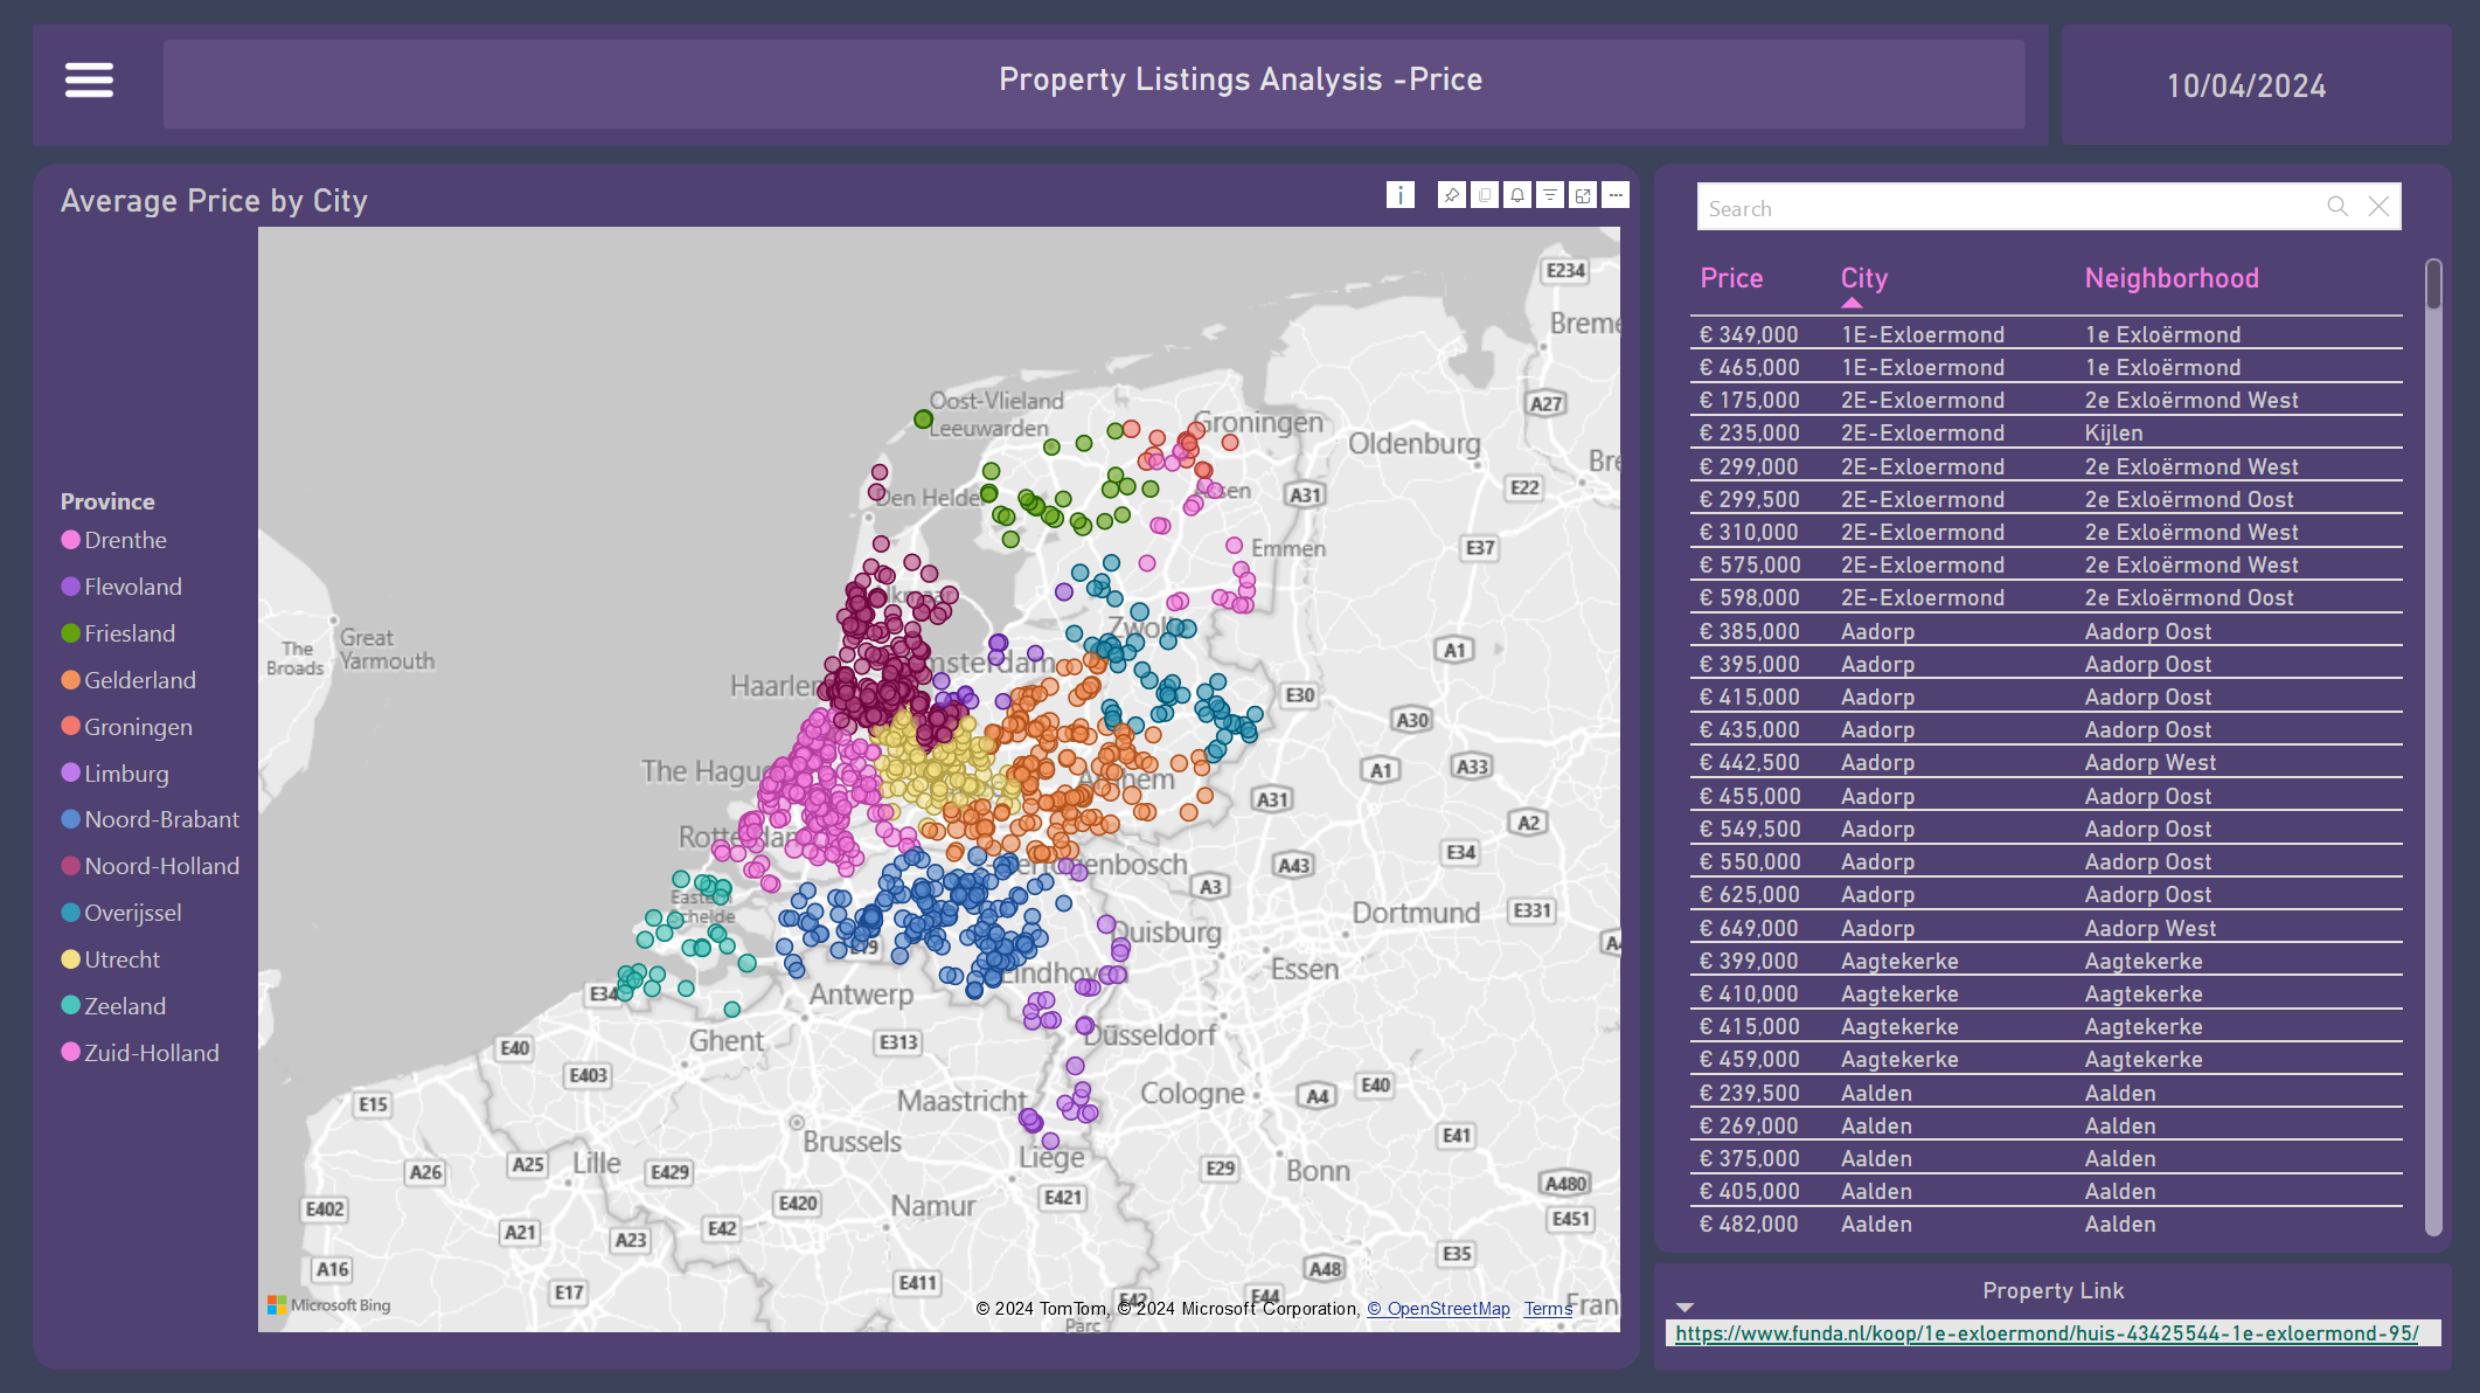 Property Listings Analysis -Price
10/04/2024
Average Price by City
Province
Drenthe
Flevoland
Friesland
Gelderland
Groningen
Limburg
Noord-Brabant
Noord-Holland
Overijssel
Utrecht
Zeeland
Zuid-Holland
E234
Oost-Vlieland
Leeuwarden
Groningen
Oldenburg
A27
E22
A31
Den Helde
Emmen
E37
The Broads
Great Yarmouth
A1
Haarlem
E30
A30
The Hague
A1
A33
A31
A2
E34
A43
A3
Dortmund
E331
Duisburg
Essen
Eindhoven
E34
Antwerp
Ghent
E313
Düsseldorf
E40
E403
E15
Maastricht
Cologne
A4
E40
Brussels
Liege
E41
A26
A25
Lille
E429
E29
Bonn
A480
E402
E420
Namur
E421
E451
A21
A23
E42
E35
A16
E17
E411
A48
E42
E44
Microsoft Bing
© 2024 TomTom, © 2024 Microsoft Corporation, © OpenStreetMap Terms
Parc
Search
Price City Neighborhood
€ 349,000 1E-Exloermond 1e Exloërmond
€ 465,000 1E-Exloermond 1e Exloërmond
€ 175,000 2E-Exloermond 2e Exloërmond West
€ 235,000 2E-Exloermond Kijlen
€ 299,000 2E-Exloermond 2e Exloërmond West
€ 299,500 2E-Exloermond 2e Exloërmond Oost
€ 310,000 2E-Exloermond 2e Exloërmond West
€ 575,000 2E-Exloermond 2e Exloërmond West
€ 598,000 2E-Exloermond 2e Exloërmond Oost
€ 385,000 Aadorp Aadorp Oost
€ 395,000 Aadorp Aadorp Oost
€ 415,000 Aadorp Aadorp Oost
€ 435,000 Aadorp Aadorp Oost
€ 442,500 Aadorp Aadorp West
€ 455,000 Aadorp Aadorp Oost
€ 549,500 Aadorp Aadorp Oost
€ 550,000 Aadorp Aadorp Oost
€ 625,000 Aadorp Aadorp Oost
€ 649,000 Aadorp Aadorp West
€ 399,000 Aagtekerke Aagtekerke
€ 410,000 Aagtekerke Aagtekerke
€ 415,000 Aagtekerke Aagtekerke
€ 459,000 Aagtekerke Aagtekerke
€ 239,500 Aalden Aalden
€ 269,000 Aalden Aalden
€ 375,000 Aalden Aalden
€ 405,000 Aalden Aalden
€ 482,000 Aalden Aalden
Property Link
https://www.funda.nl/koop/1e-exloermond/huis-43425544-1e-exloermond-95/